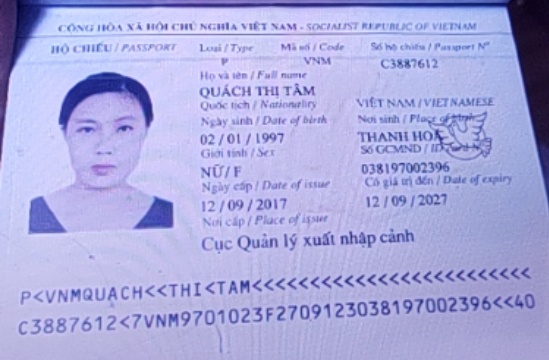 CỘNG HÒA XÃ HỘI CHỦ NGHĨA VIỆT NAM - SOCIALIST REPUBLIC OF VIETNAM
HỘ CHIẾU / PASSPORT Loại / Type Mã số / Code Số hộ chiếu / Passport Nº
P VNM C3887612
Họ và tên / Full name
QUÁCH THỊ TÂM
Quốc tịch / Nationality VIỆT NAM / VIETNAMESE
Ngày sinh / Date of birth Nơi sinh / Place of birth
02 / 01 / 1997 THANH HOÁ
Giới tính / Sex Số GCMND / ID card Nº
NỮ / F 038197002396
Ngày cấp / Date of issue Có giá trị đến / Date of expiry
12 / 09 / 2017 12 / 09 / 2027
Nơi cấp / Place of issue
Cục Quản lý xuất nhập cảnh
P<VNMQUACH<<THI<TAM<<<<<<<<<<<<<<<<<<<<<<<<<
C3887612<7VNM9701023F2709123038197002396<<40